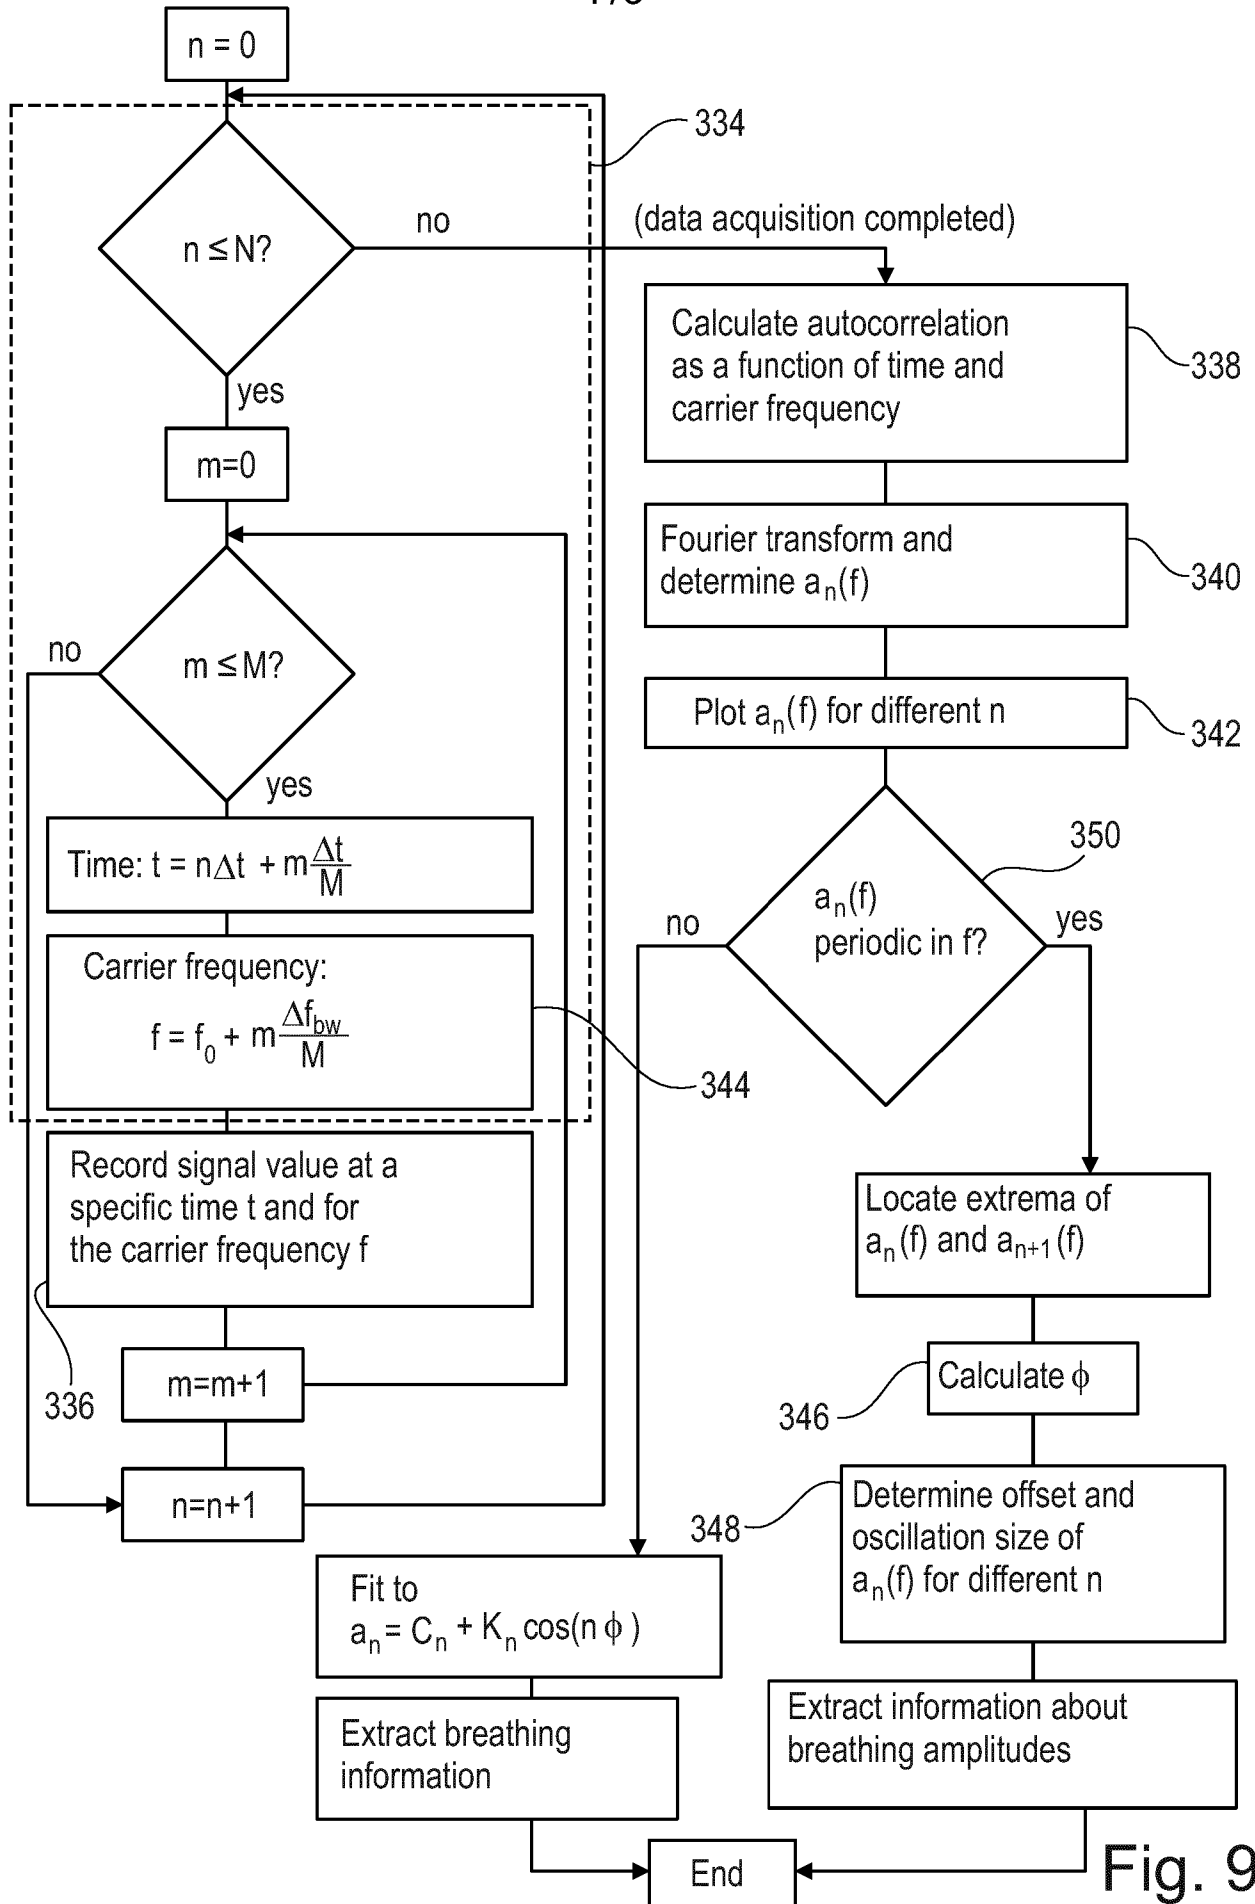 n = 0
334
n ≤ N?
no
(data acquisition completed)
yes
m=0
m ≤ M?
no
yes
Time: t = nΔt + m Δt/M
Carrier frequency:
f = f₀ + m Δf_bw/M
344
Record signal value at a
specific time t and for
the carrier frequency f
336
m=m+1
n=n+1
Calculate autocorrelation
as a function of time and
carrier frequency
338
Fourier transform and
determine aₙ(f)
340
Plot aₙ(f) for different n
342
350
aₙ(f)
periodic in f?
no
yes
Fit to
aₙ = Cₙ + Kₙ cos(n ϕ )
Extract breathing
information
Locate extrema of
aₙ(f) and aₙ₊₁(f)
Calculate ϕ
346
Determine offset and
oscillation size of
aₙ(f) for different n
348
Extract information about
breathing amplitudes
End
Fig. 9